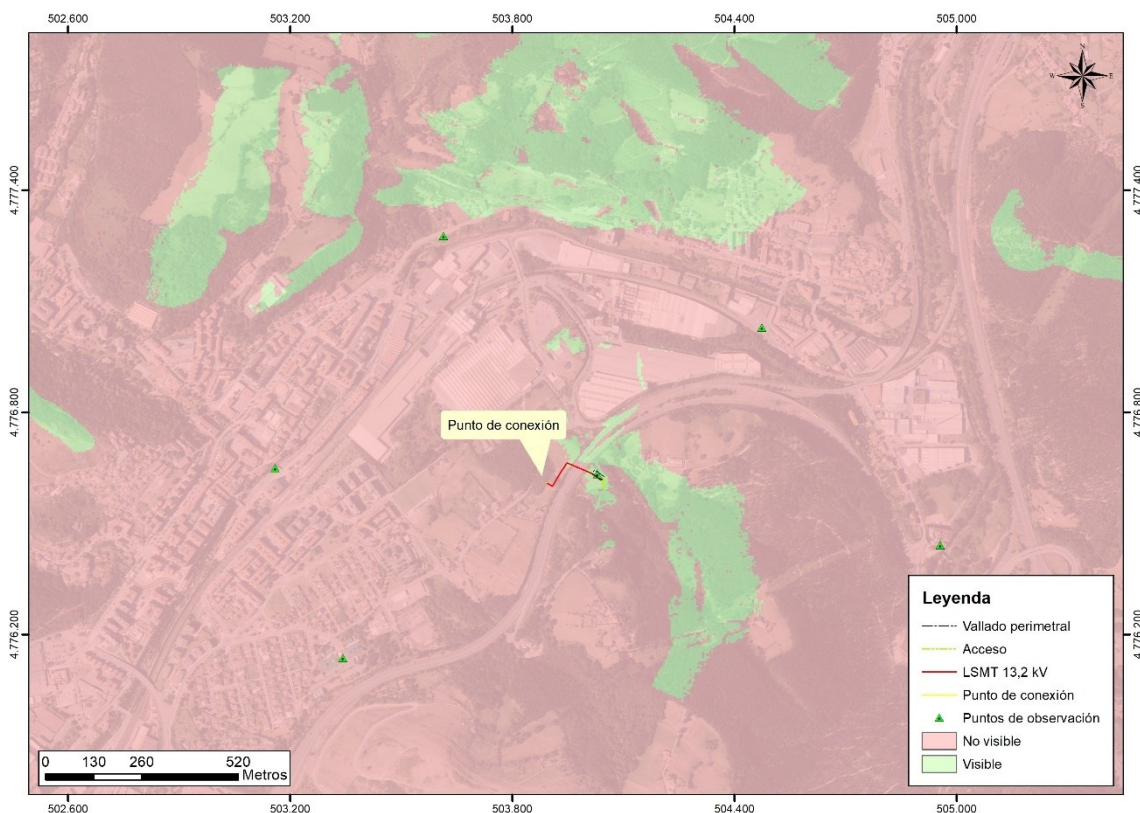 502.600 503.200 503.800 504.400 505.000
N
W E
S
4.777.400 4.777.400
4.776.800 4.776.800
Punto de conexión
4.776.200 4.776.200
Leyenda
Vallado perimetral
Acceso
LSMT 13,2 kV
Punto de conexión
Puntos de observación
No visible
Visible
0 130 260 520
Metros
502.600 503.200 503.800 504.400 505.000